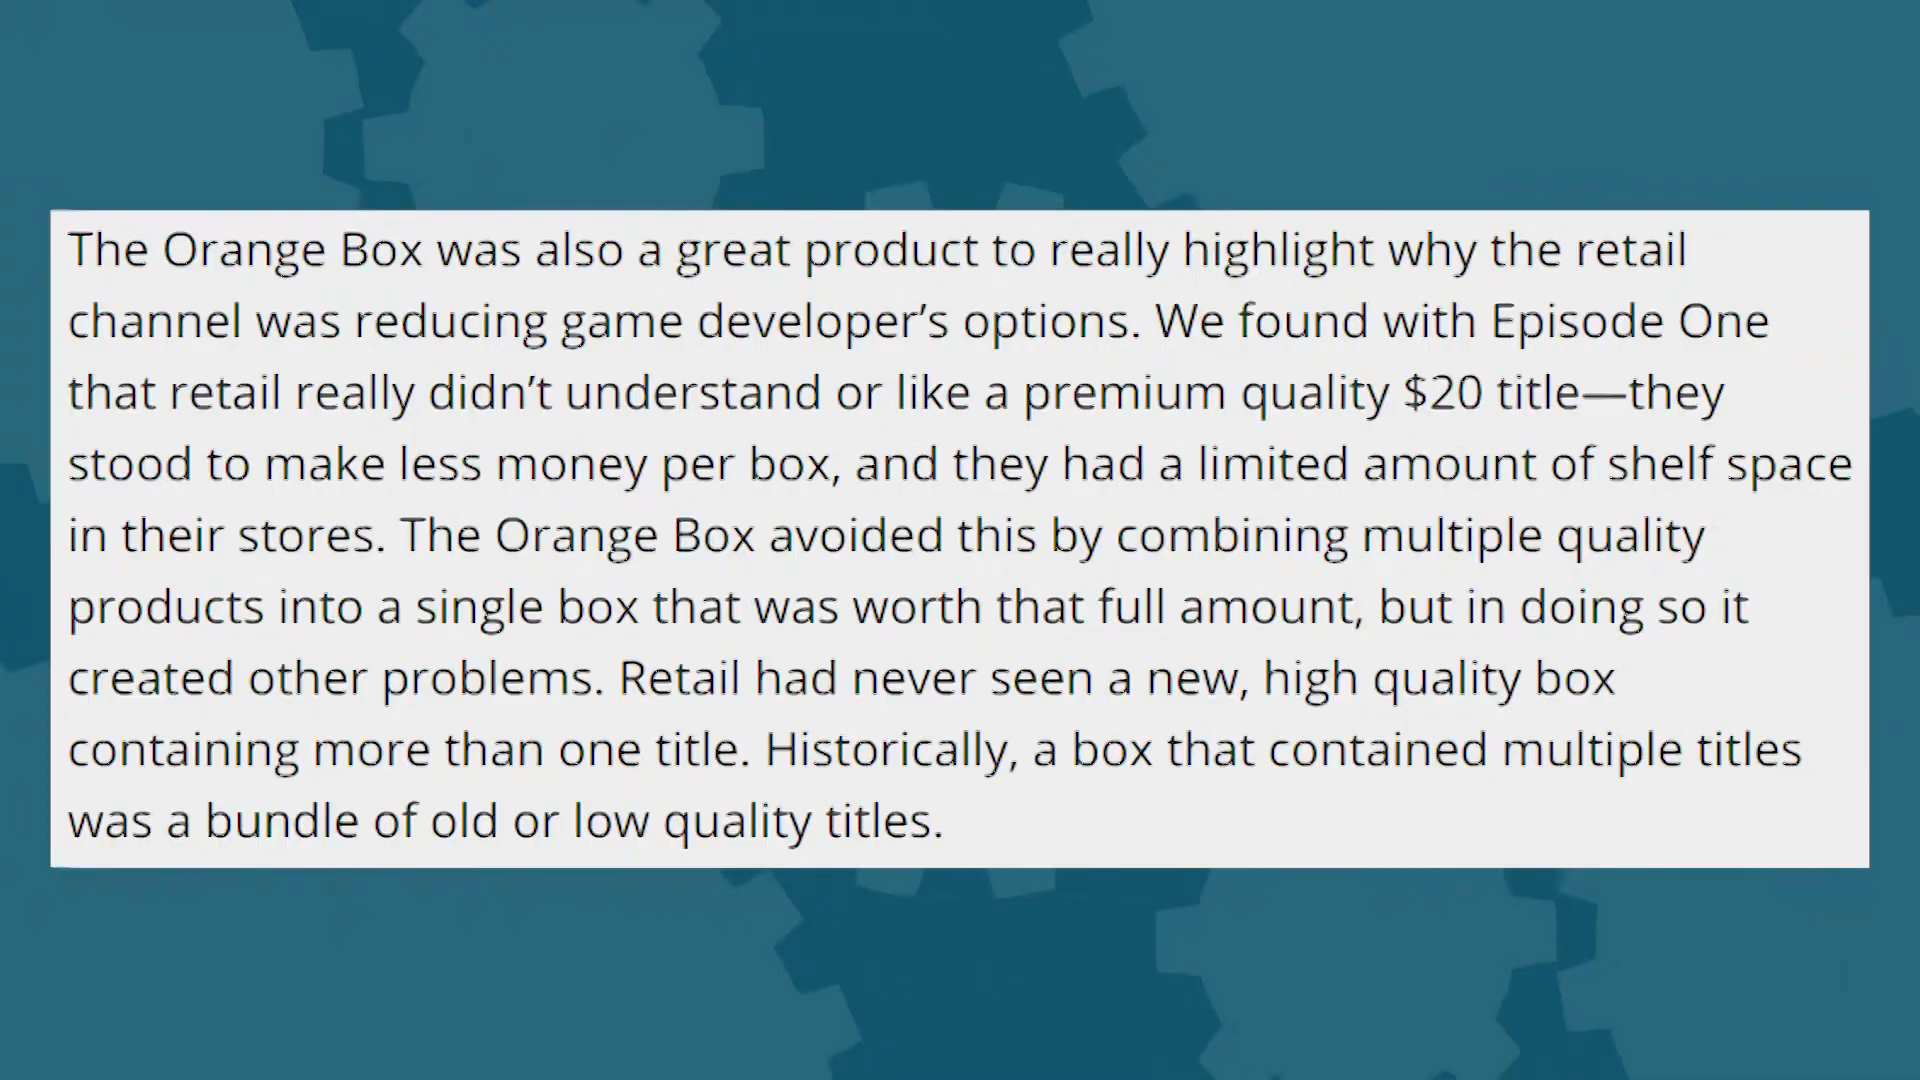 The Orange Box was also a great product to really highlight why the retail
channel was reducing game developer’s options. We found with Episode One
that retail really didn’t understand or like a premium quality $20 title—they
stood to make less money per box, and they had a limited amount of shelf space
in their stores. The Orange Box avoided this by combining multiple quality
products into a single box that was worth that full amount, but in doing so it
created other problems. Retail had never seen a new, high quality box
containing more than one title. Historically, a box that contained multiple titles
was a bundle of old or low quality titles.